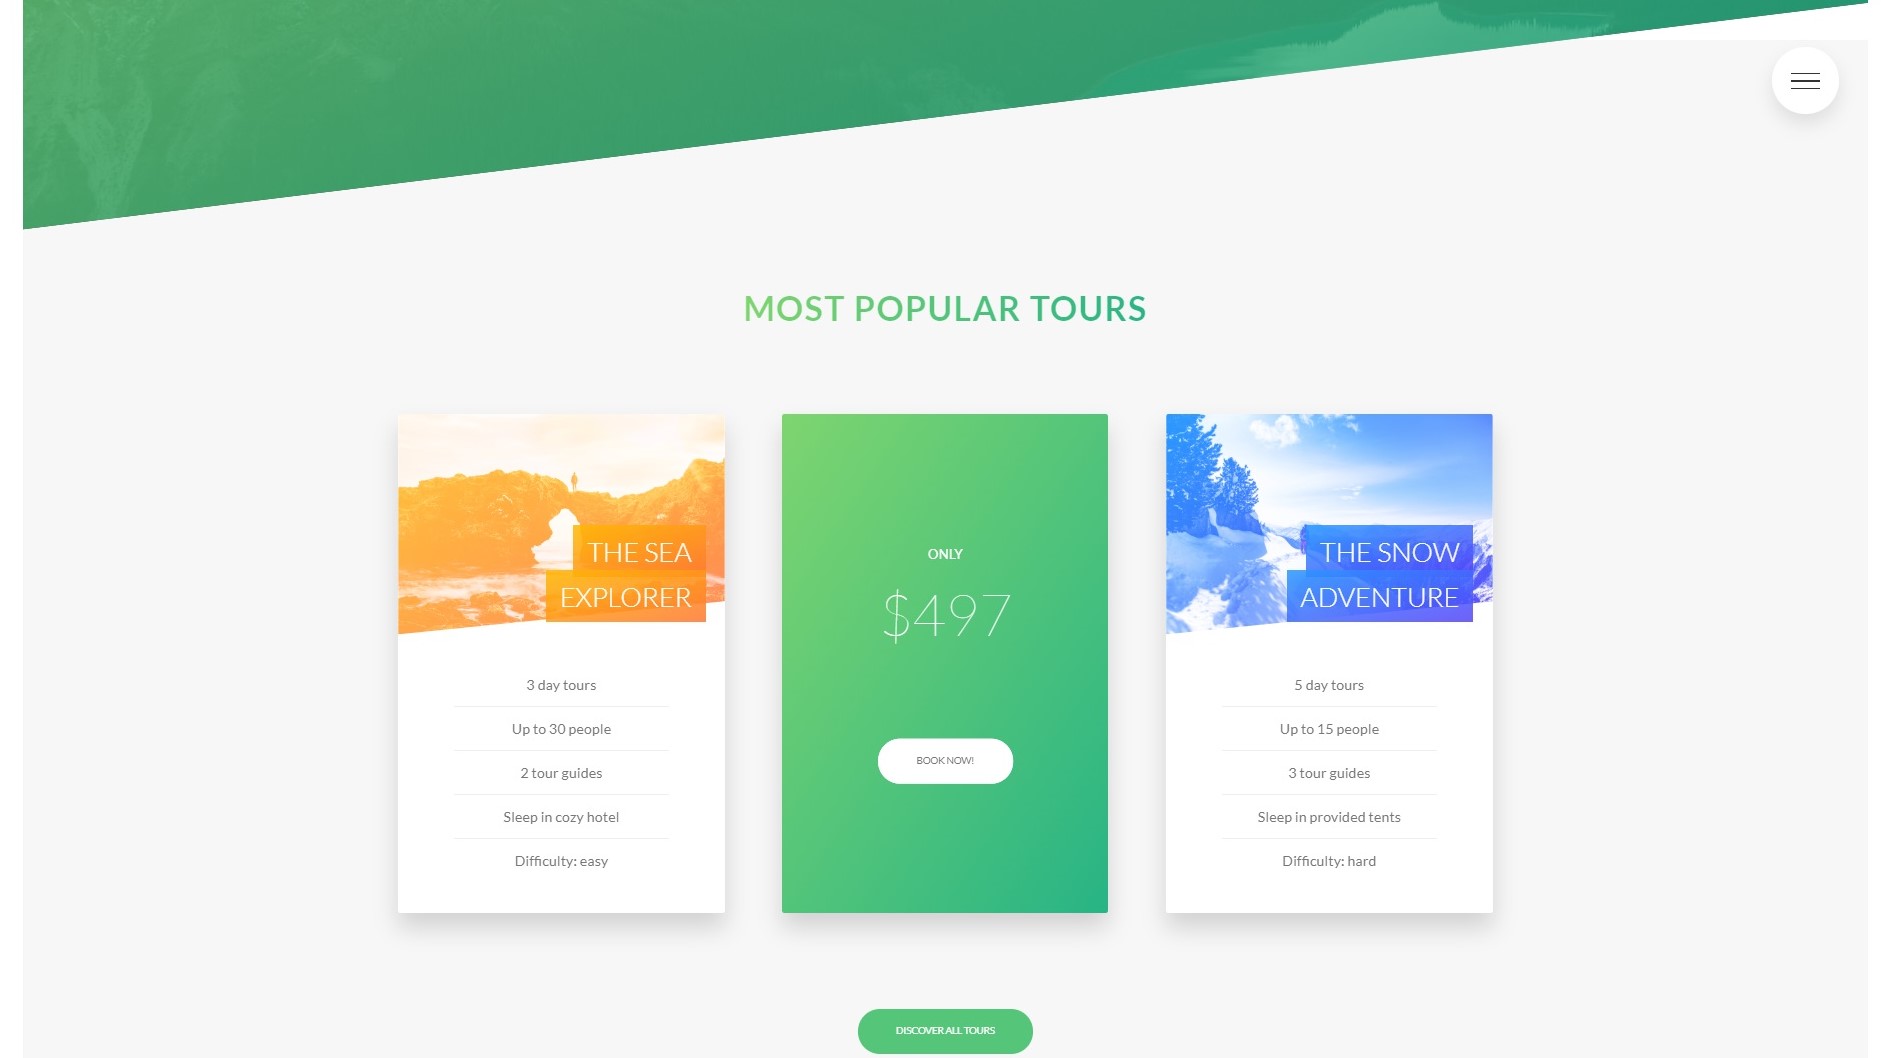 MOST POPULAR TOURS
THE SEA
EXPLORER
3 day tours
Up to 30 people
2 tour guides
Sleep in cozy hotel
Difficulty: easy
ONLY
$497
BOOK NOW!
THE SNOW
ADVENTURE
5 day tours
Up to 15 people
3 tour guides
Sleep in provided tents
Difficulty: hard
DISCOVER ALL TOURS